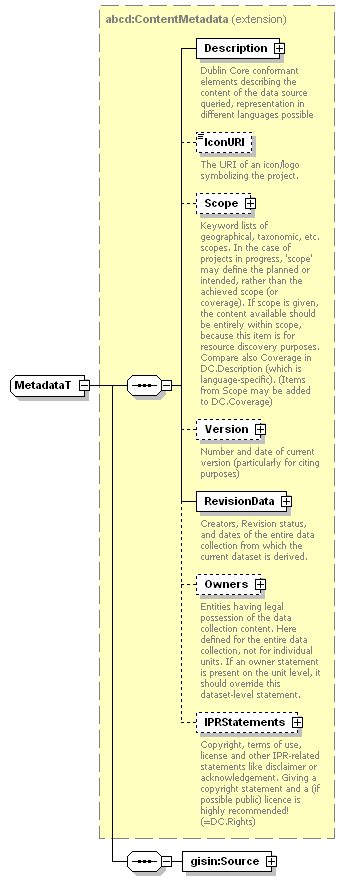 abcd:ContentMetadata (extension)
Description
Dublin Core conformant
elements describing the
content of the data source
queried, representation in
different languages possible
IconURI
The URI of an icon/logo
symbolizing the project.
Scope
Keyword lists of
geographical, taxonomic, etc.
scopes. In the case of
projects in progress, 'scope'
may define the planned or
intended, rather than the
achieved scope (or
coverage). If scope is given,
the content available should
be entirely within scope,
because this item is for
resource discovery purposes.
Compare also Coverage in
DC.Description (which is
language-specific). (Items
from Scope may be added
to DC.Coverage)
MetadataT
Version
Number and date of current
version (particularly for citing
purposes)
RevisionData
Creators, Revision status,
and dates of the entire data
collection from which the
current dataset is derived.
Owners
Entities having legal
possession of the data
collection content. Here
defined for the entire data
collection, not for individual
units. If an owner statement
is present on the unit level, it
should override this
dataset-level statement.
IPRStatements
Copyright, terms of use,
license and other IPR-related
statements like disclaimer or
acknowledgement. Giving a
copyright statement and a (if
possible public) licence is
highly recommended!
(=DC.Rights)
gisin:Source